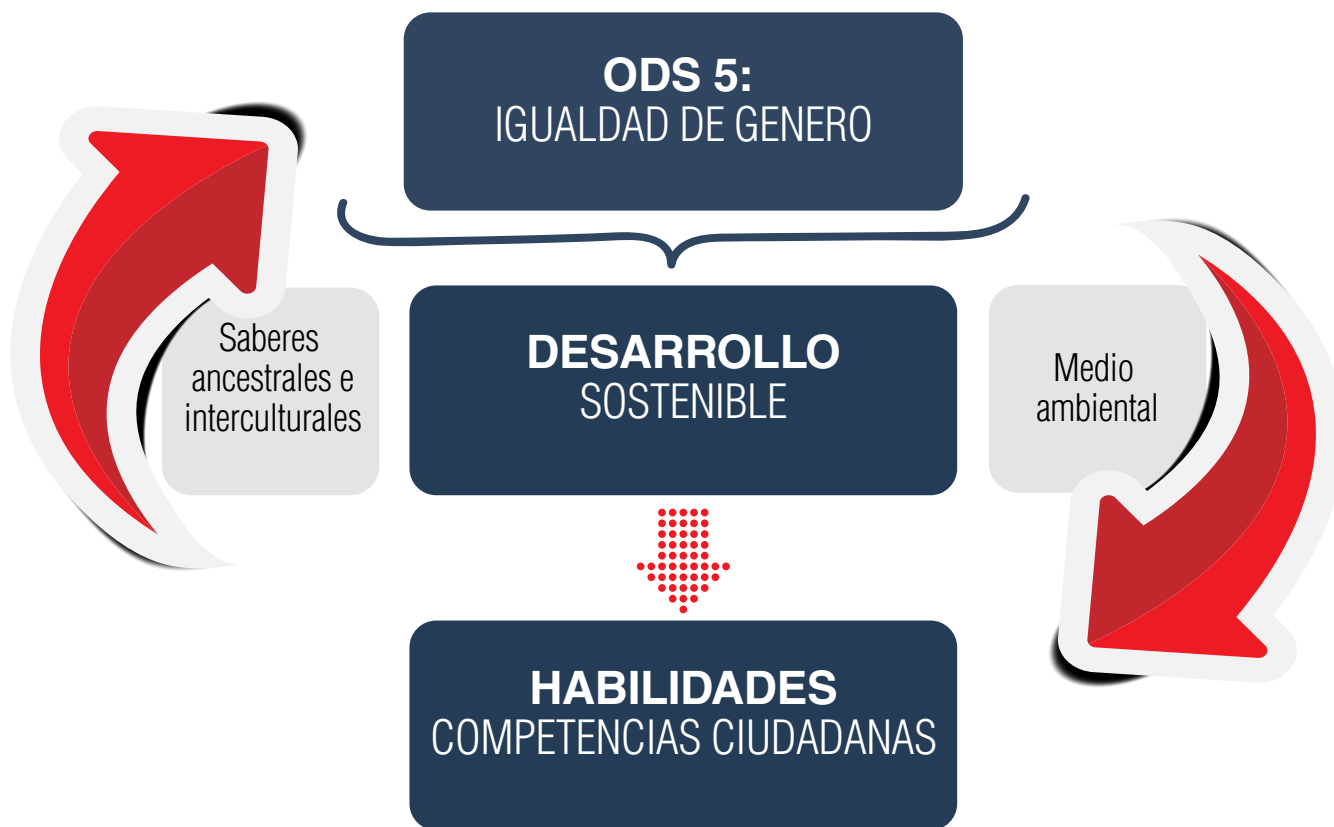 ODS 5:
IGUALDAD DE GENERO
Saberes
ancestrales e
interculturales
DESARROLLO
SOSTENIBLE
Medio
ambiental
HABILIDADES
COMPETENCIAS CIUDADANAS